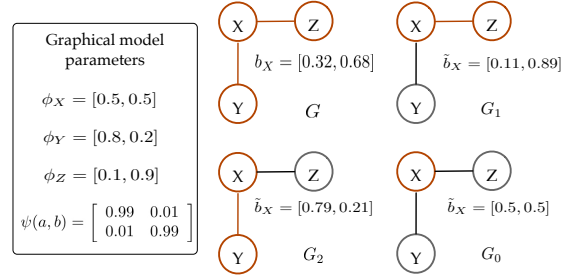 Graphical model
parameters
ϕ_X = [0.5, 0.5]
ϕ_Y = [0.8, 0.2]
ϕ_Z = [0.1, 0.9]
ψ(a, b) = [ 0.99 0.01
0.01 0.99 ]
X Z
b_X = [0.32, 0.68]
Y
G
X Z
b̃_X = [0.11, 0.89]
Y
G_1
X Z
b̃_X = [0.79, 0.21]
Y
G_2
X Z
b̃_X = [0.5, 0.5]
Y
G_0